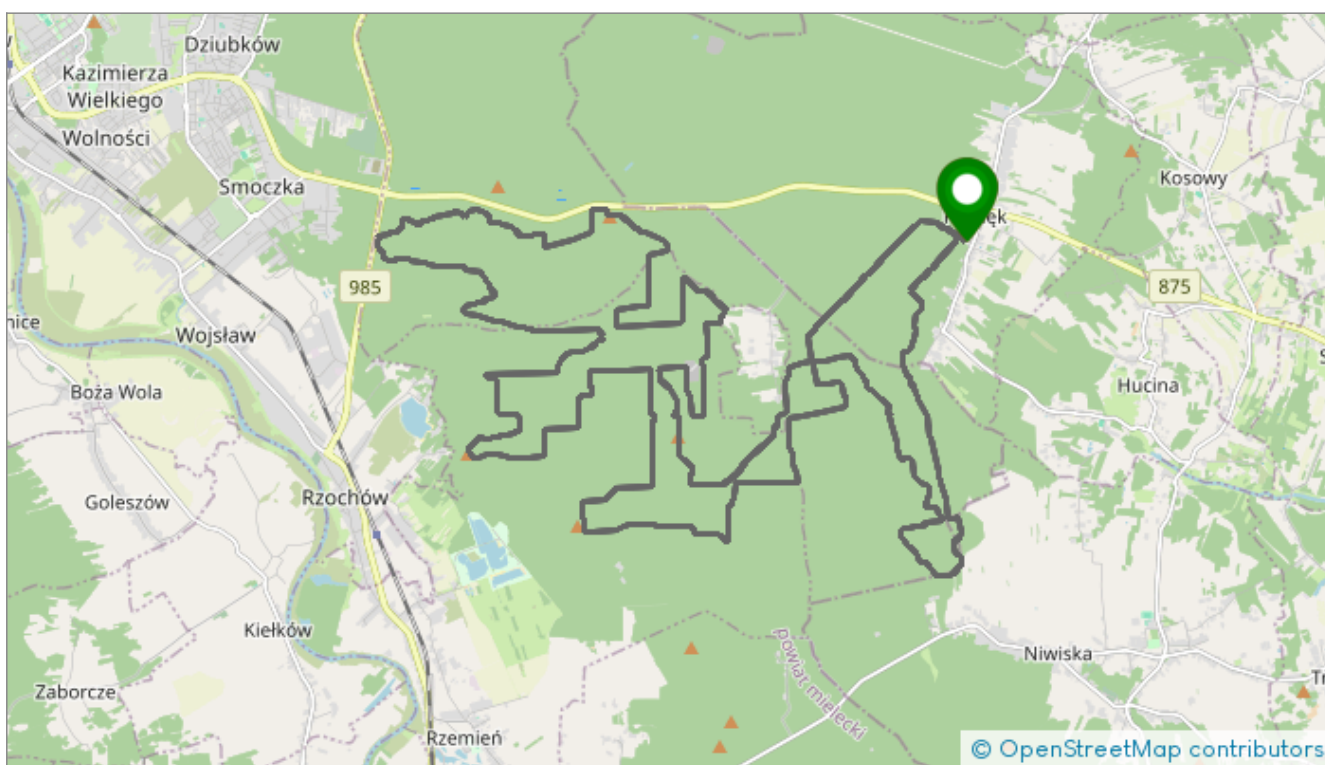 Dziubków
Kazimierza
Wielkiego
Wolności
Smoczka
Kosowy
985
875
Wojsław
Boża Wola
Hucina
Goleszów
Rzochów
Kiełków
Niwiska
Zaborcze
powiat mielecki
Rzemień
© OpenStreetMap contributors